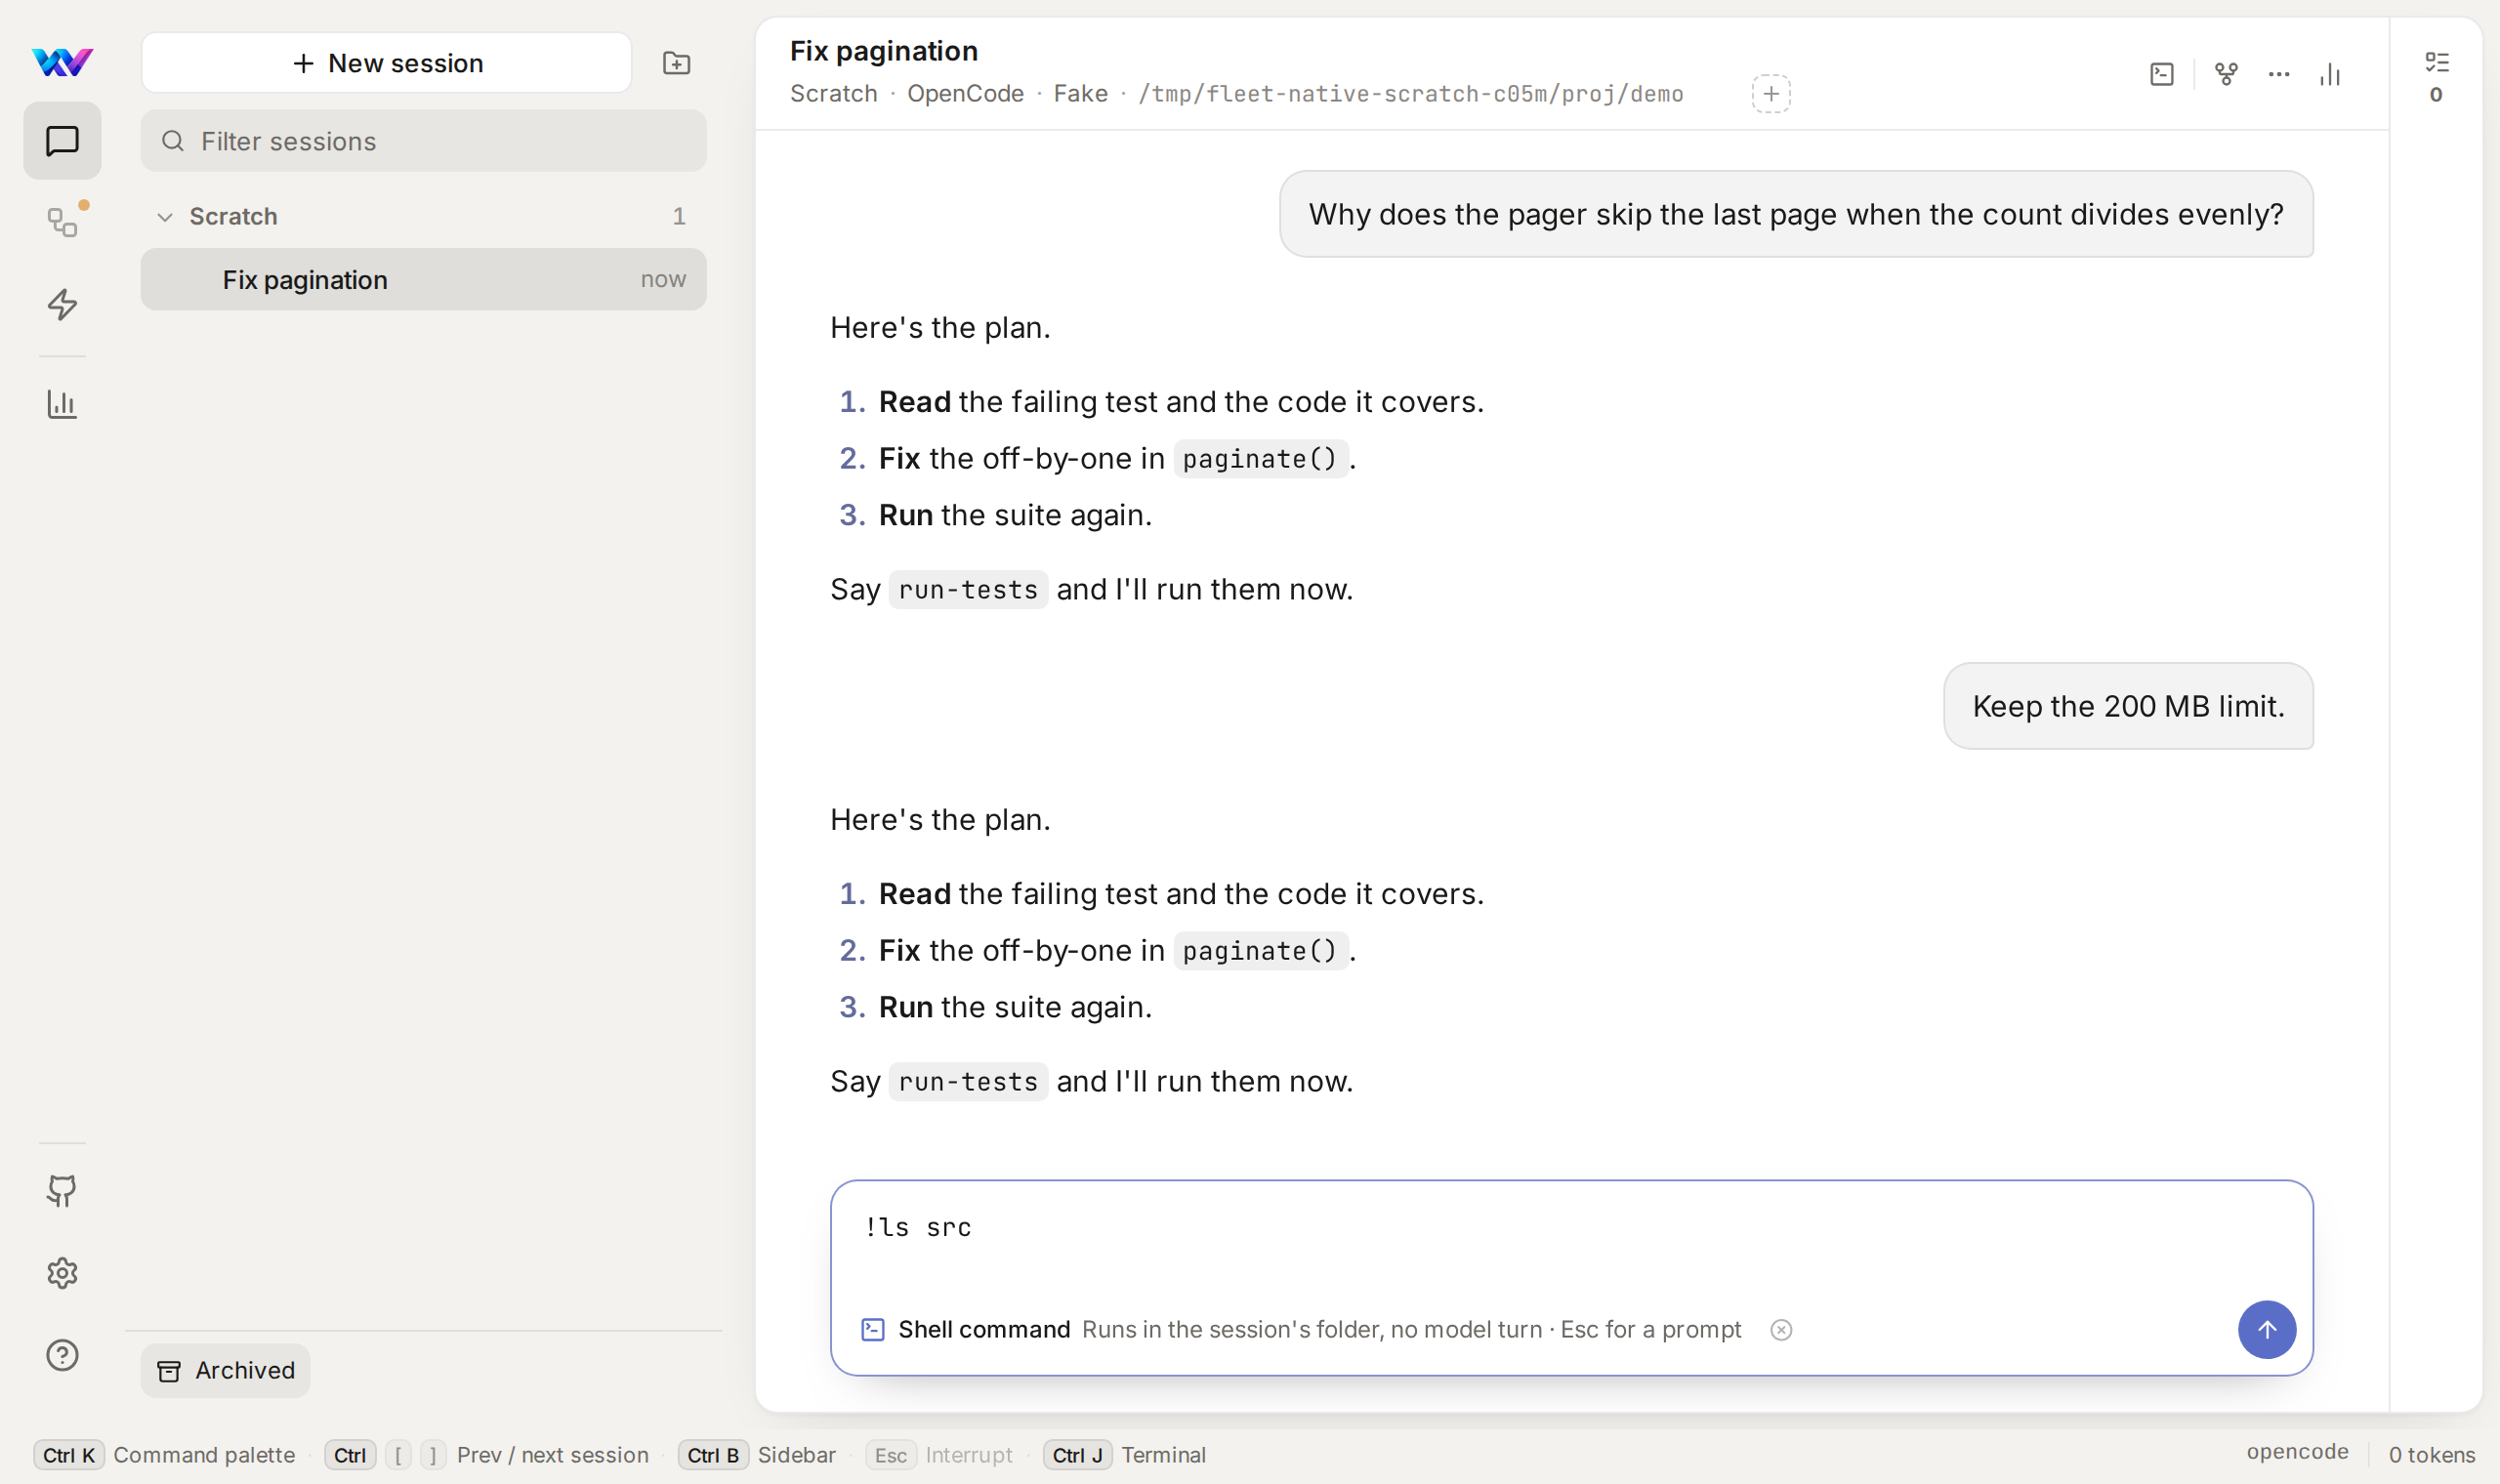 New session
Filter sessions
Scratch 1
Fix pagination now
Archived
Fix pagination
Scratch · OpenCode · Fake · /tmp/fleet-native-scratch-c05m/proj/demo
0
Why does the pager skip the last page when the count divides evenly?
Here's the plan.
1. Read the failing test and the code it covers.
2. Fix the off-by-one in paginate().
3. Run the suite again.
Say run-tests and I'll run them now.
Keep the 200 MB limit.
Here's the plan.
1. Read the failing test and the code it covers.
2. Fix the off-by-one in paginate().
3. Run the suite again.
Say run-tests and I'll run them now.
!ls src
Shell command Runs in the session's folder, no model turn · Esc for a prompt
Ctrl K Command palette · Ctrl [ ] Prev / next session · Ctrl B Sidebar · Esc Interrupt · Ctrl J Terminal
opencode 0 tokens